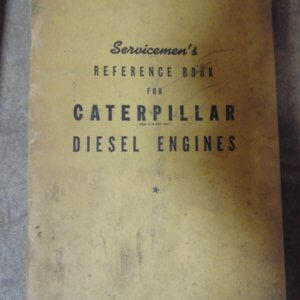 Servicemen's
REFERENCE BOOK
FOR
CATERPILLAR
DIESEL ENGINES